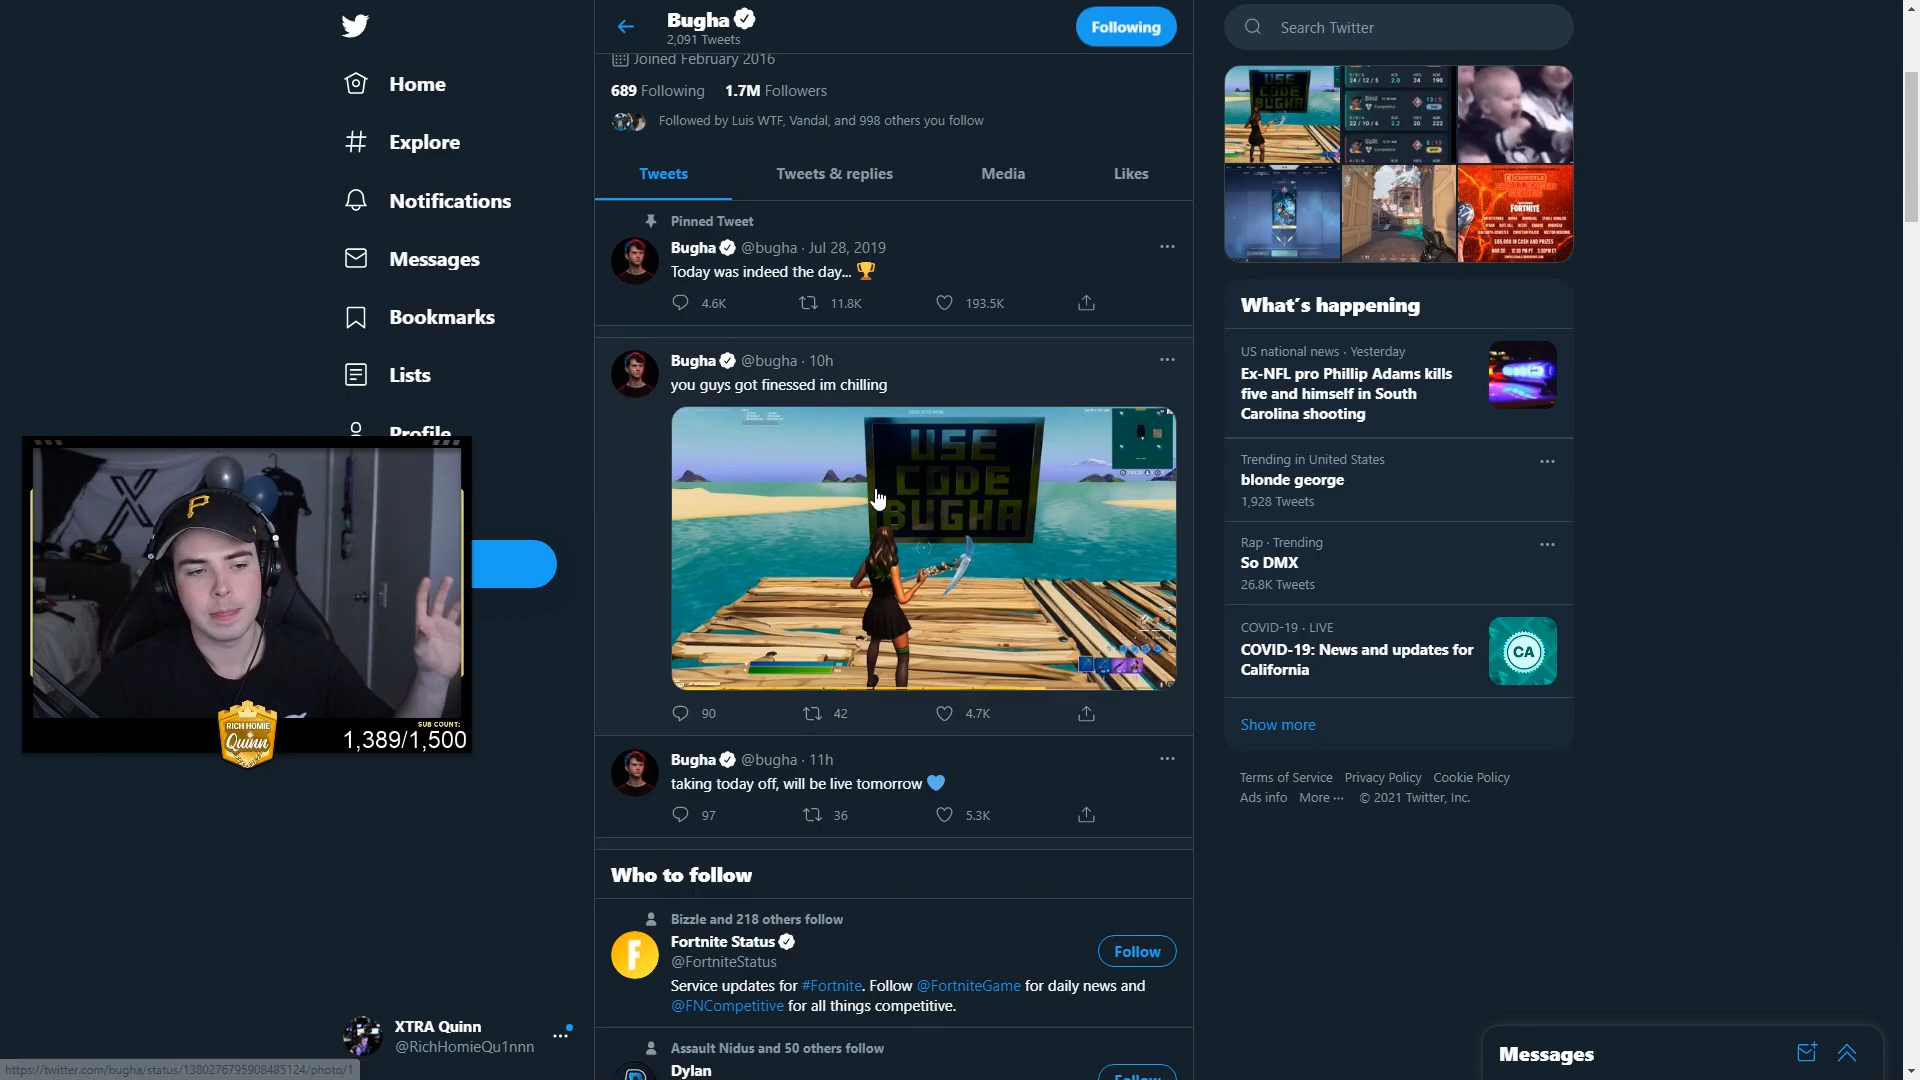 Home
Explore
Notifications
Messages
Bookmarks
Lists
Profile
P
X
RICH HOMIE
Quinn
SUB COUNT:
1,389/1,500
XTRA Quinn
@RichHomieQu1nnn
https://twitter.com/bugha/status/1380276795908485124/photo/1
Bugha
2,091 Tweets
Following
Joined February 2016
689 Following 1.7M Followers
Followed by Luis WTF, Vandal, and 998 others you follow
Tweets
Tweets & replies
Media
Likes
Pinned Tweet
Bugha @bugha · Jul 28, 2019
Today was indeed the day... 🏆
4.6K 11.8K 193.5K
Bugha @bugha · 10h
you guys got finessed im chilling
USE
CODE
BUGHA
90 42 4.7K
Bugha @bugha · 11h
taking today off, will be live tomorrow 💙
97 36 5.3K
Who to follow
Bizzle and 218 others follow
F
Fortnite Status
@FortniteStatus
Follow
Service updates for #Fortnite. Follow @FortniteGame for daily news and
@FNCompetitive for all things competitive.
Assault Nidus and 50 others follow
Dylan
Follow
Search Twitter
USE
CODE
BUGHA
CHIPOTLE
FORTNITE
What's happening
US national news · Yesterday
Ex-NFL pro Phillip Adams kills
five and himself in South
Carolina shooting
Trending in United States
blonde george
1,928 Tweets
Rap · Trending
So DMX
26.8K Tweets
COVID-19 · LIVE
COVID-19: News and updates for
California
CA
Show more
Terms of Service Privacy Policy Cookie Policy
Ads info More ··· © 2021 Twitter, Inc.
Messages